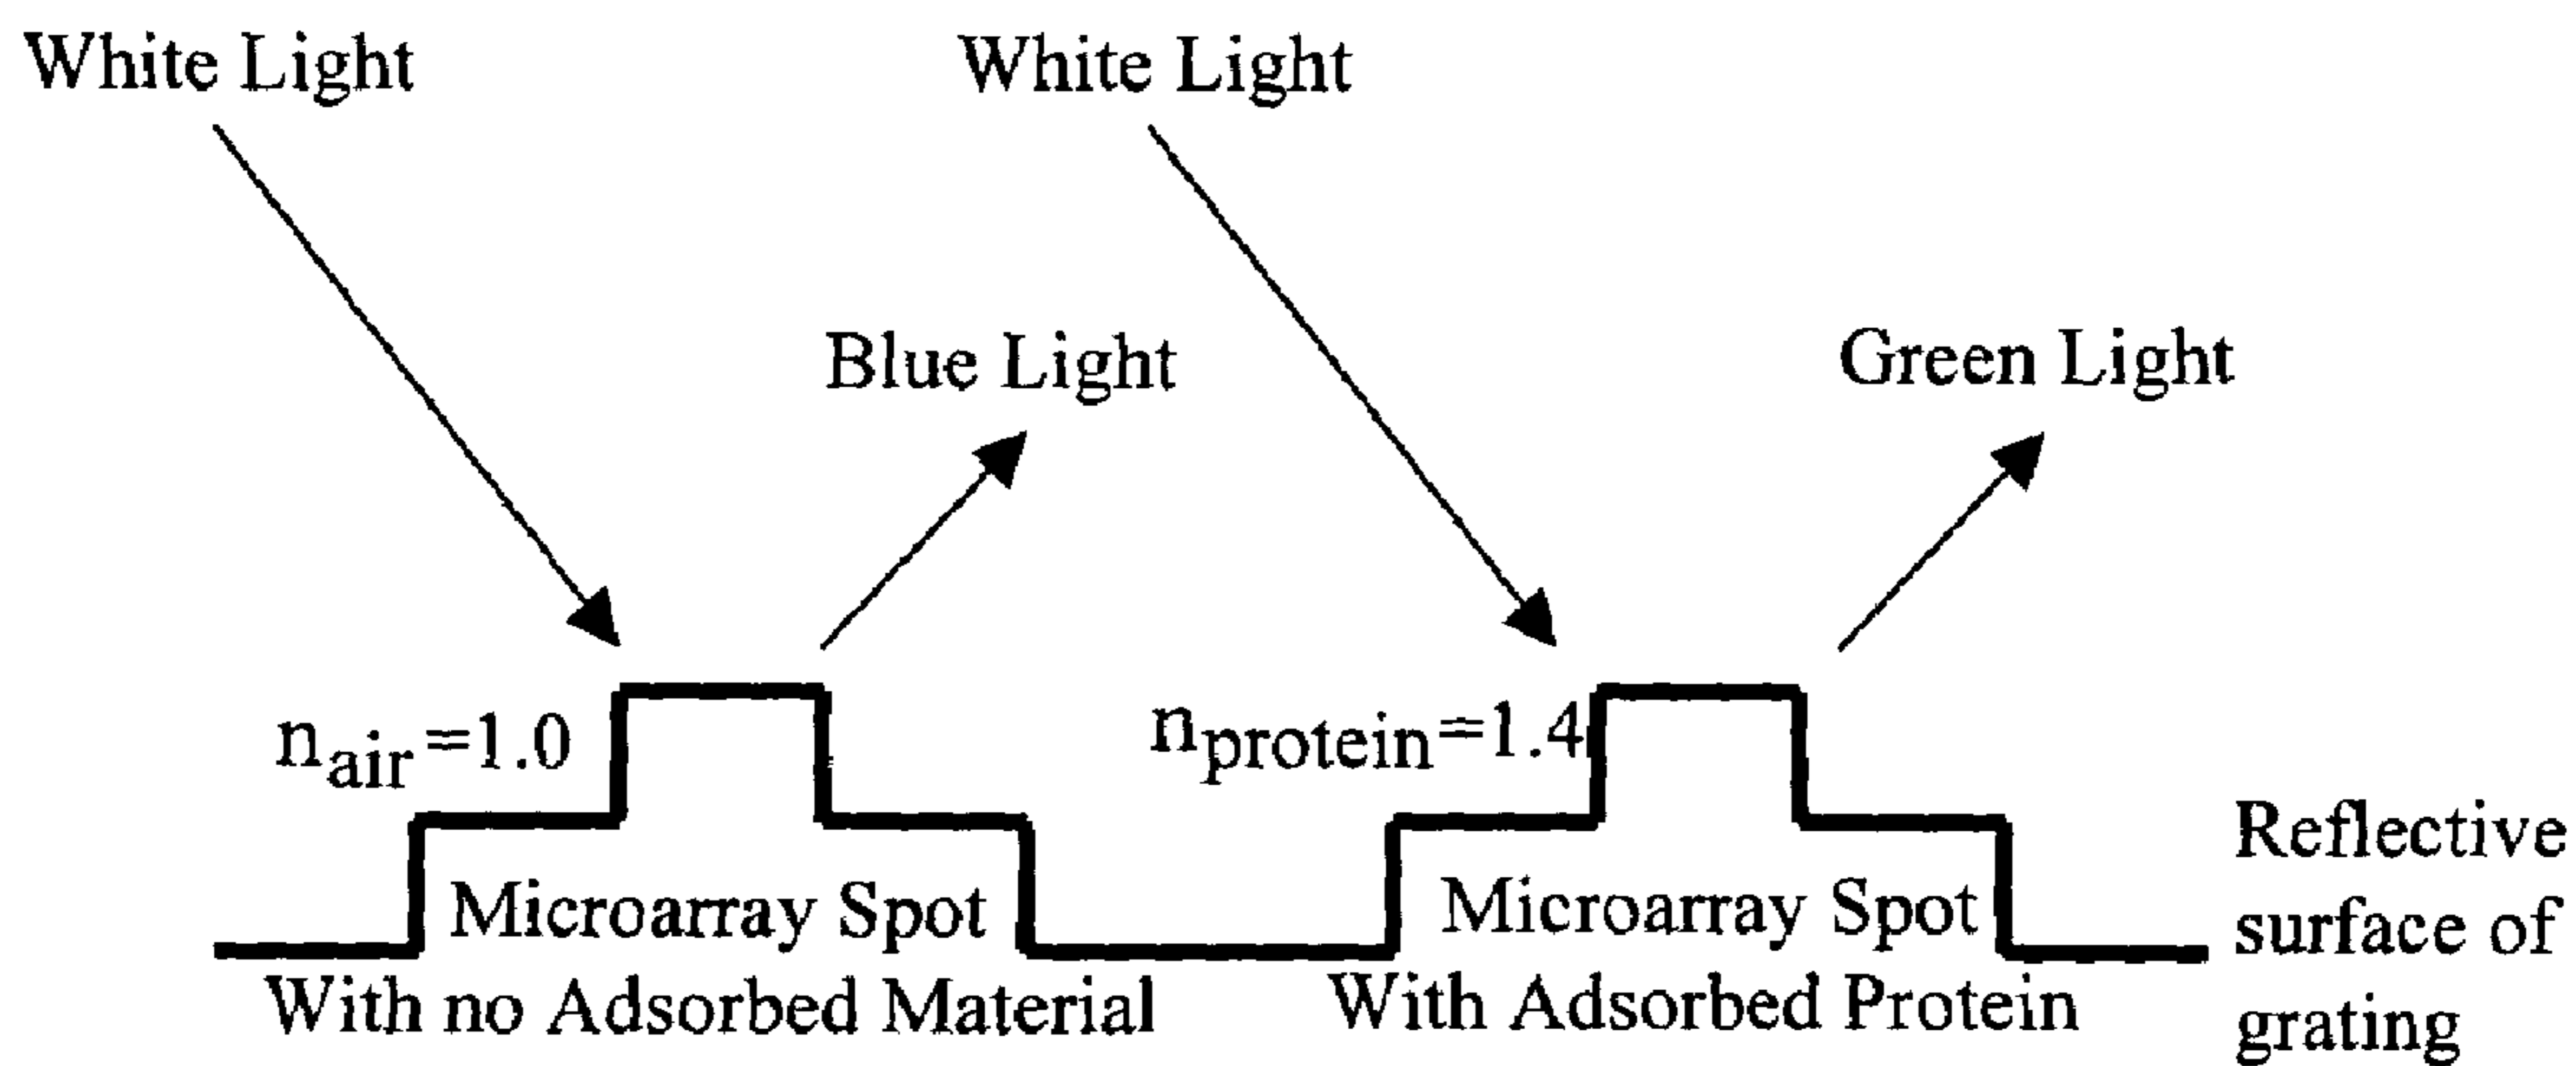 White Light
White Light
Blue Light
Green Light
nair=1.0
nprotein=1.4
Microarray Spot
With no Adsorbed Material
Microarray Spot
With Adsorbed Protein
Reflective
surface of
grating